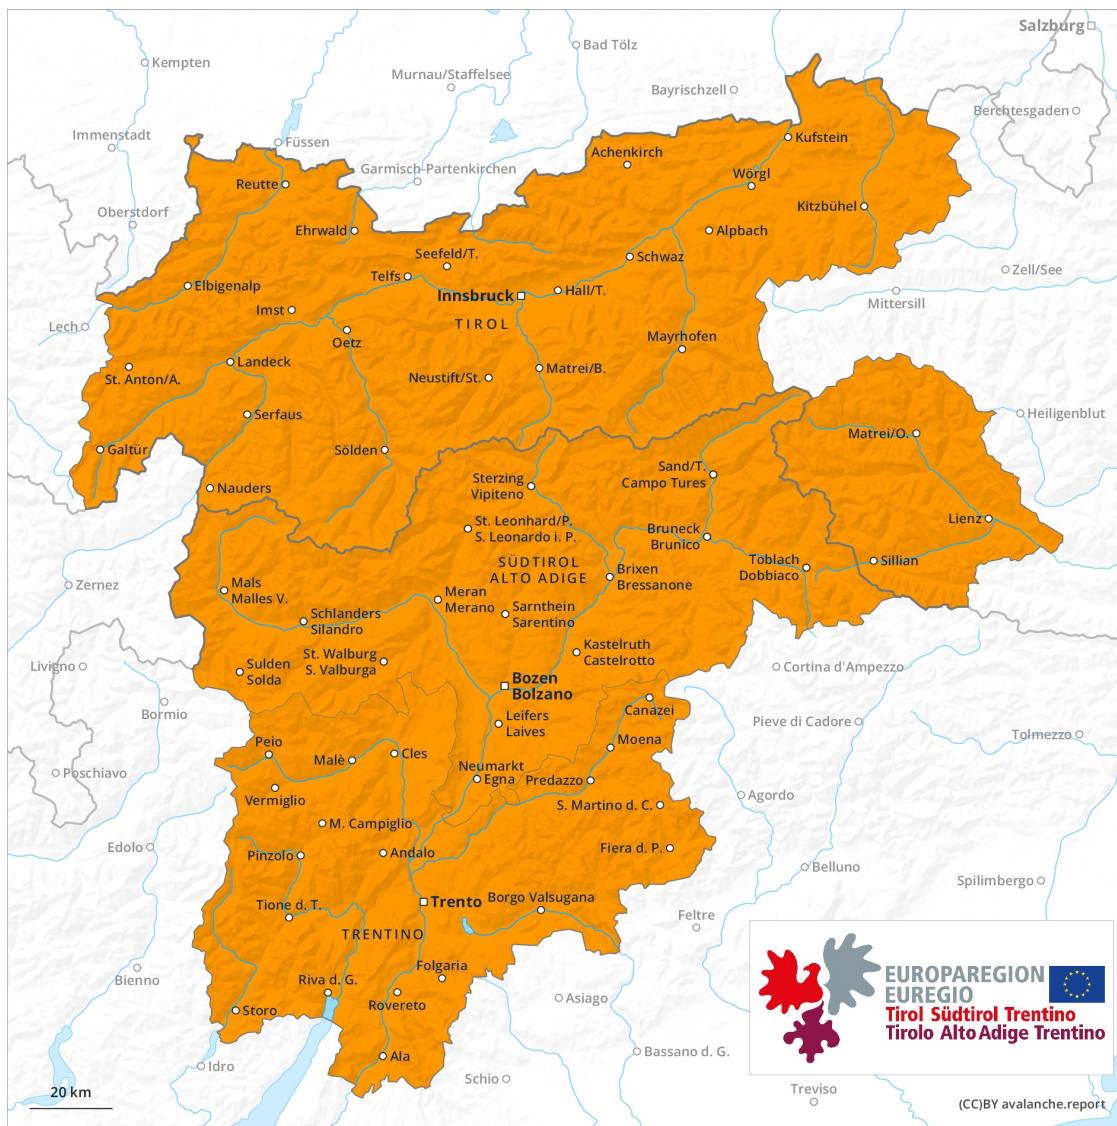 Salzburg
Bad Tölz
Kempten
Murnau/Staffelsee
Bayrischzell
Berchtesgaden
Immenstadt
Füssen
Kufstein
Achenkirch
Garmisch-Partenkirchen
Wörgl
Reutte
Oberstdorf
Kitzbühel
Ehrwald
Alpbach
Seefeld/T.
Schwaz
Zell/See
Telfs
Elbigenalp
Hall/T.
Innsbruck
Mittersill
Imst
TIROL
Lech
Oetz
Mayrhofen
Landeck
Matrei/B.
St. Anton/A.
Neustift/St.
Serfaus
Heiligenblut
Matrei/O.
Galtür
Sölden
Sand/T.
Campo Tures
Sterzing
Vipiteno
Nauders
Lienz
St. Leonhard/P.
S. Leonardo i. P.
Bruneck
Brunico
SÜDTIROL
ALTO ADIGE
Toblach
Dobbiaco
Sillian
Brixen
Bressanone
Zernez
Mals
Malles V.
Meran
Merano
Sarnthein
Sarentino
Schlanders
Silandro
Kastelruth
Castelrotto
St. Walburg
S. Valburga
Livigno
Sulden
Solda
Cortina d'Ampezzo
Bozen
Bolzano
Canazei
Bormio
Leifers
Laives
Pieve di Cadore
Tolmezzo
Peio
Moena
Malè
Cles
Poschiavo
Neumarkt
Egna
Predazzo
Vermiglio
Agordo
S. Martino d. C.
M. Campiglio
Edolo
Pinzolo
Andalo
Fiera d. P.
Belluno
Spilimbergo
Tione d. T.
Trento
Borgo Valsugana
Feltre
TRENTINO
Folgaria
Bienno
Riva d. G.
Rovereto
Asiago
Storo
EUROPAREGION
EUREGIO
Tirol Südtirol Trentino
Tirolo Alto Adige Trentino
Ala
Bassano d. G.
Idro
Schio
Treviso
20 km
(CC)BY avalanche.report